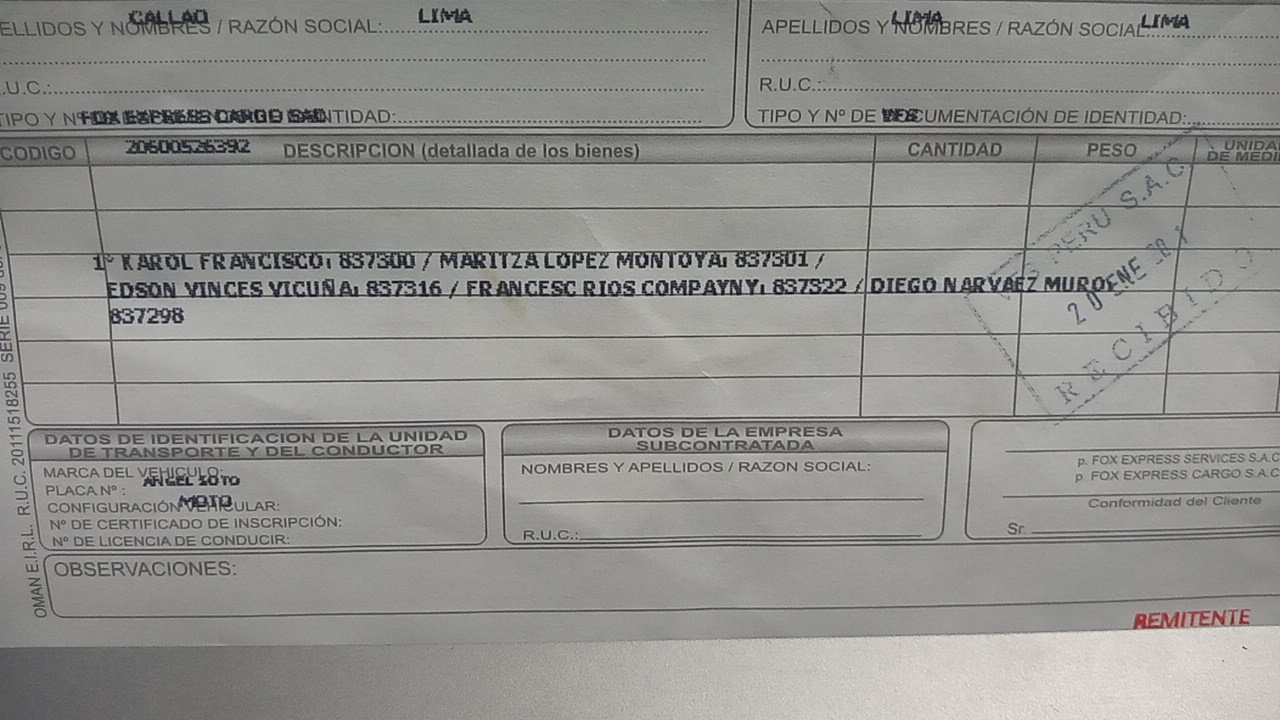 CALLAO LIMA LIMA LIMA
ELLIDOS Y NOMBRES / RAZÓN SOCIAL: APELLIDOS Y NOMBRES / RAZÓN SOCIAL
.U.C.: R.U.C.:
FOX EXPRESS CARGO SAC
TIPO Y Nº IDENTIDAD: TIPO Y Nº DE DOCUMENTACIÓN DE IDENTIDAD:
20600526392
CODIGO DESCRIPCION (detallada de los bienes) CANTIDAD PESO UNIDA
DE MEDI
PERU S.A.C
1° KAROL FRANCISCO: 837300 / MARITZA LOPEZ MONTOYA: 837301 /
EDSON VINCES VICUÑA: 837316 / FRANCESC RIOS COMPAYNY: 837322 / DIEGO NARVAEZ MURO
837298
20 ENE
RECIBIDO
OMAN E.I.R.L. R.U.C. 20111518255 SERIE 009
DATOS DE IDENTIFICACION DE LA UNIDAD
DE TRANSPORTE Y DEL CONDUCTOR
MARCA DEL VEHICULO:
ANGEL SOTO
PLACA Nº :
MOTO
CONFIGURACIÓN VEHICULAR:
Nº DE CERTIFICADO DE INSCRIPCIÓN:
Nº DE LICENCIA DE CONDUCIR:
DATOS DE LA EMPRESA
SUBCONTRATADA
NOMBRES Y APELLIDOS / RAZON SOCIAL:
R.U.C.:
p. FOX EXPRESS SERVICES S.A.C
p. FOX EXPRESS CARGO S.A.C
Conformidad del Cliente
Sr
OBSERVACIONES:
REMITENTE